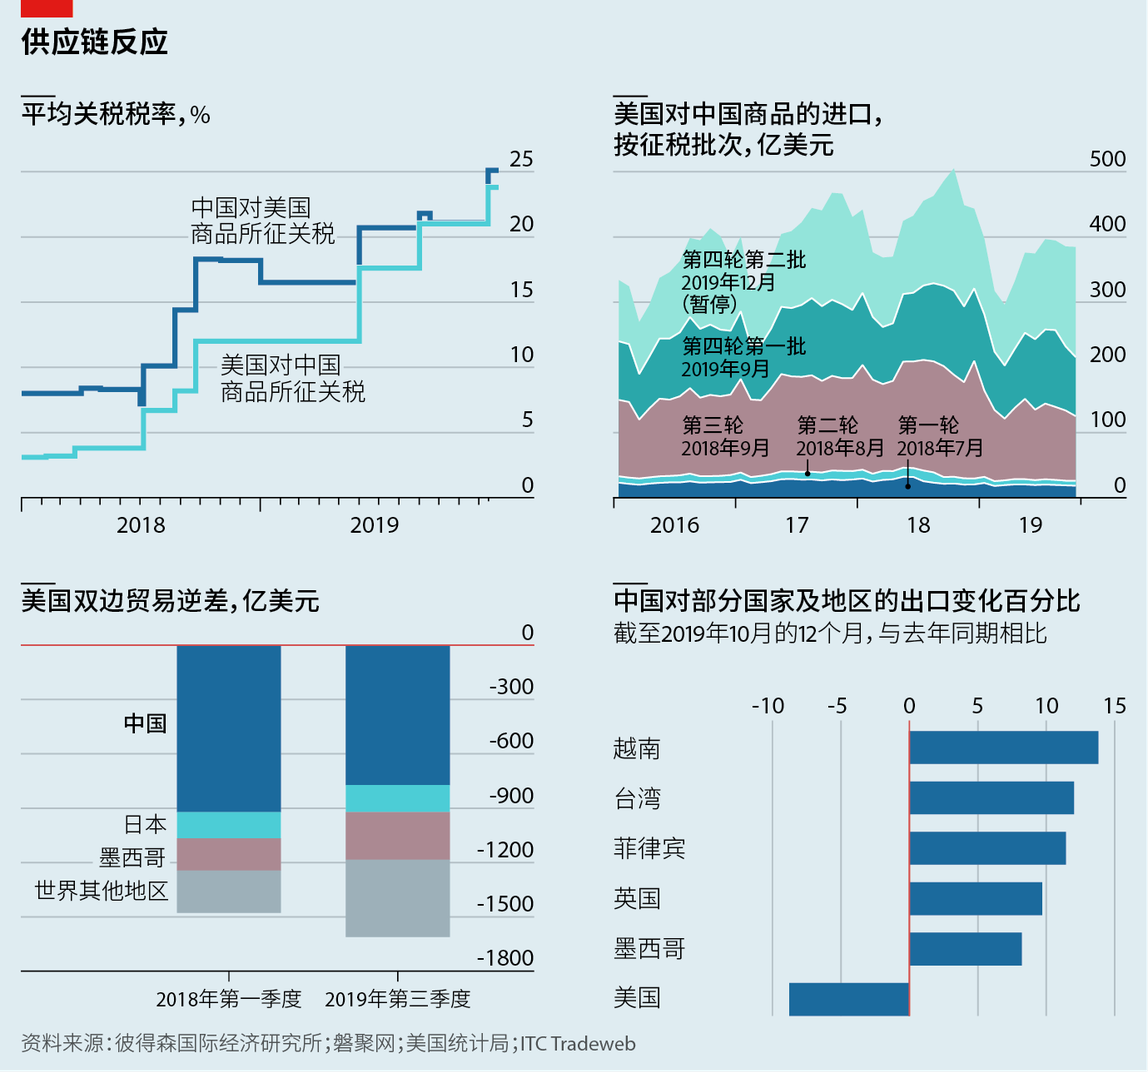 供应链反应
平均关税税率，%
25
20
15
10
5
0
中国对美国
商品所征关税
美国对中国
商品所征关税
2018
2019
美国对中国商品的进口，
按征税批次，亿美元
500
400
300
200
100
0
第四轮第二批
2019年12月
（暂停）
第四轮第一批
2019年9月
第三轮
2018年9月
第二轮
2018年8月
第一轮
2018年7月
2016
17
18
19
美国双边贸易逆差，亿美元
0
-300
-600
-900
-1200
-1500
-1800
中国
日本
墨西哥
世界其他地区
2018年第一季度
2019年第三季度
中国对部分国家及地区的出口变化百分比
截至2019年10月的12个月，与去年同期相比
-10
-5
0
5
10
15
越南
台湾
菲律宾
英国
墨西哥
美国
资料来源：彼得森国际经济研究所；磐聚网；美国统计局；ITC Tradeweb